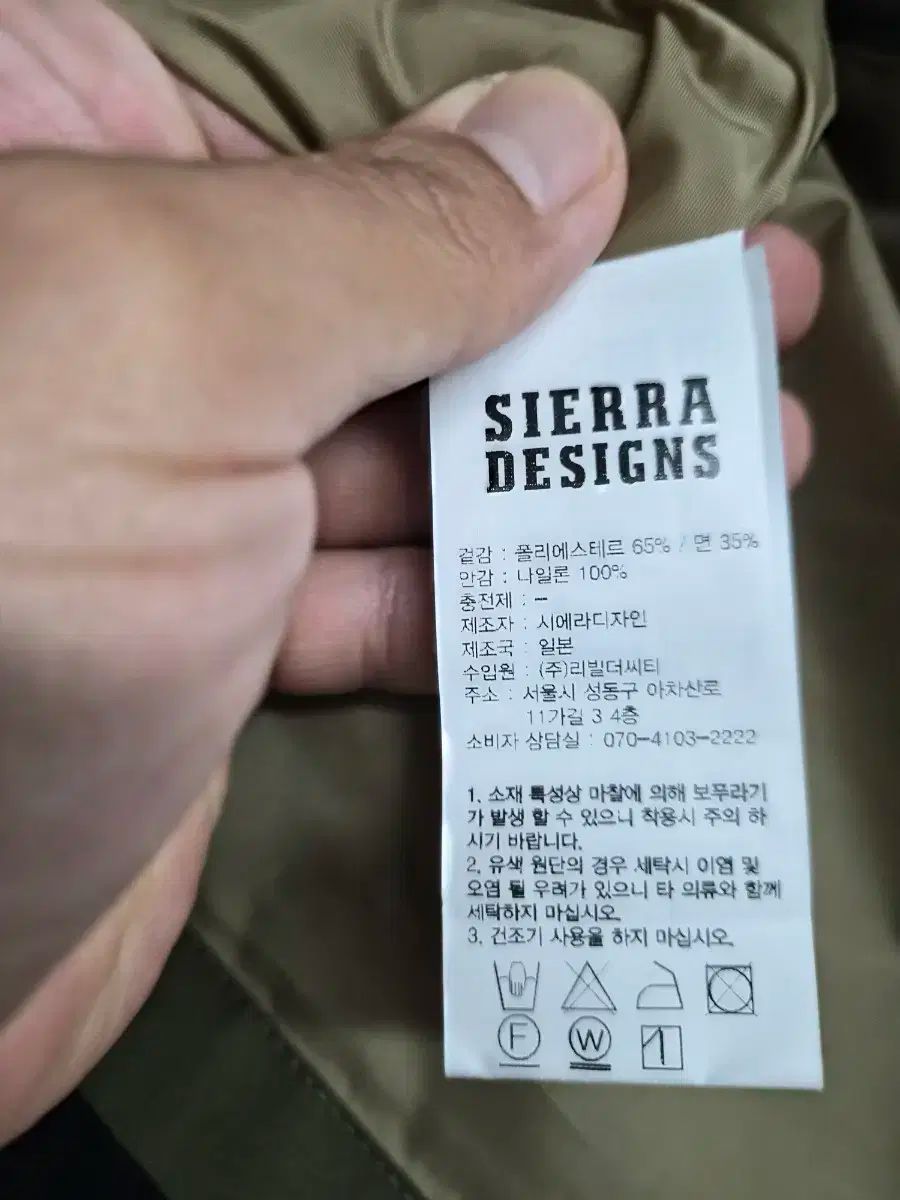 SIERRA
DESIGNS
겉감 : 폴리에스테르 65% / 면 35%
안감 : 나일론 100%
충전제 : -
제조자 : 시에라디자인
제조국 : 일본
수입원 : (주)리빌더씨티
주소 : 서울시 성동구 아차산로
11가길 3 4층
소비자 상담실 : 070-4103-2222
1. 소재 특성상 마찰에 의해 보푸라기
가 발생 할 수 있으니 착용시 주의 하
시기 바랍니다.
2. 유색 원단의 경우 세탁시 이염 및
오염 될 우려가 있으니 타 의류와 함께
세탁하지 마십시오.
3. 건조기 사용을 하지 마십시오.
F W